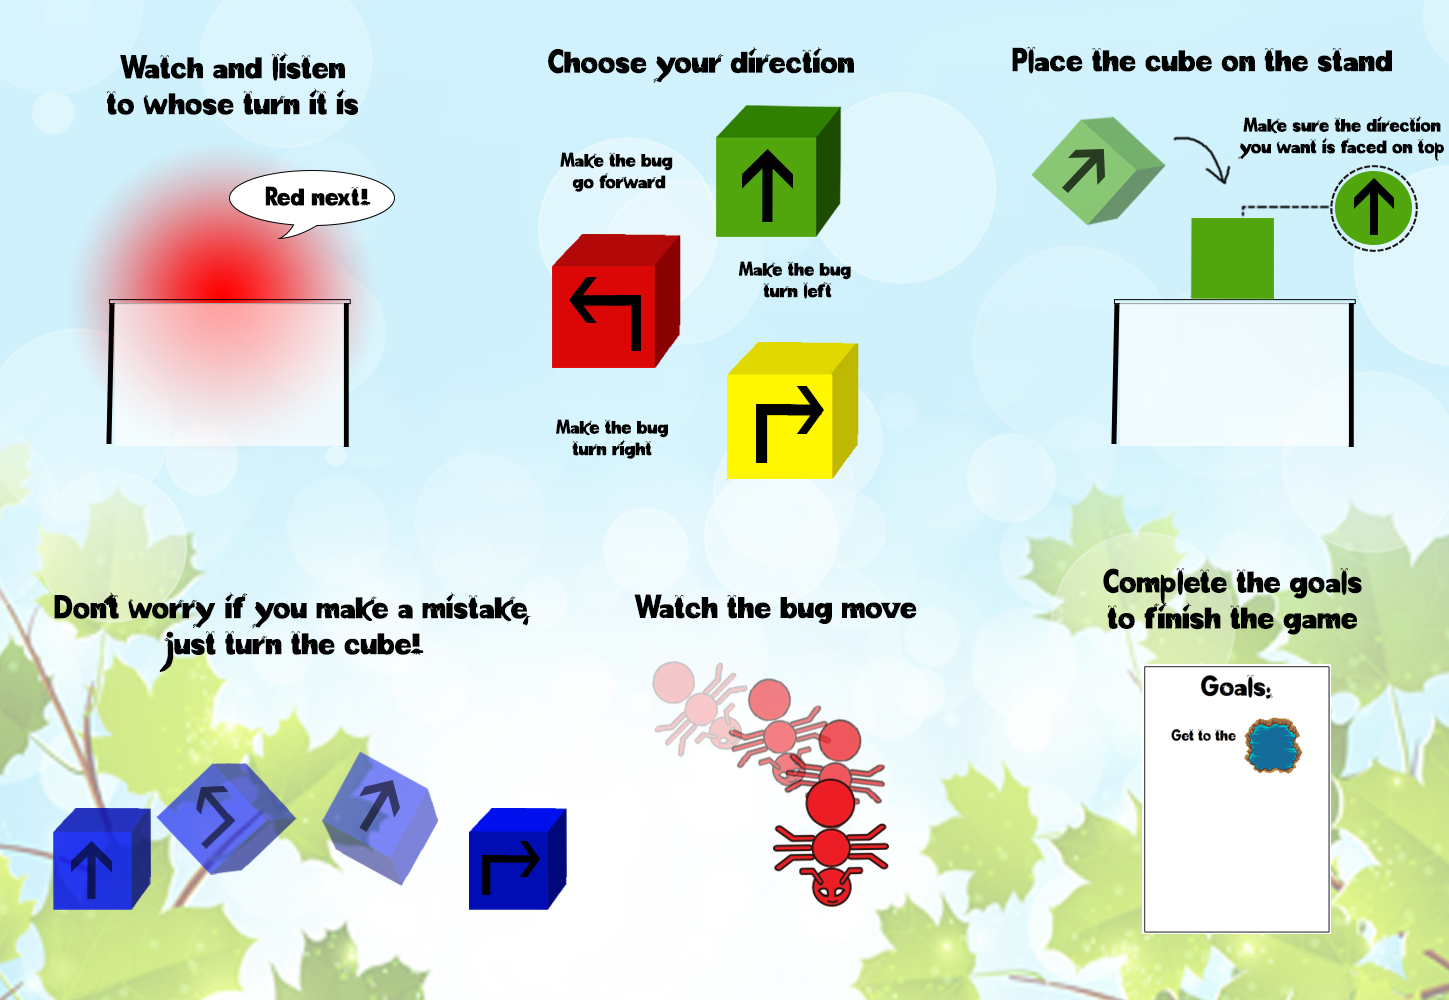 Watch and listen
to whose turn it is
Red next!
Choose your direction
Make the bug
go forward
Make the bug
turn left
Make the bug
turn right
Place the cube on the stand
Make sure the direction
you want is faced on top
Don't worry if you make a mistake,
just turn the cube!
Watch the bug move
Complete the goals
to finish the game
Goals:
Get to the